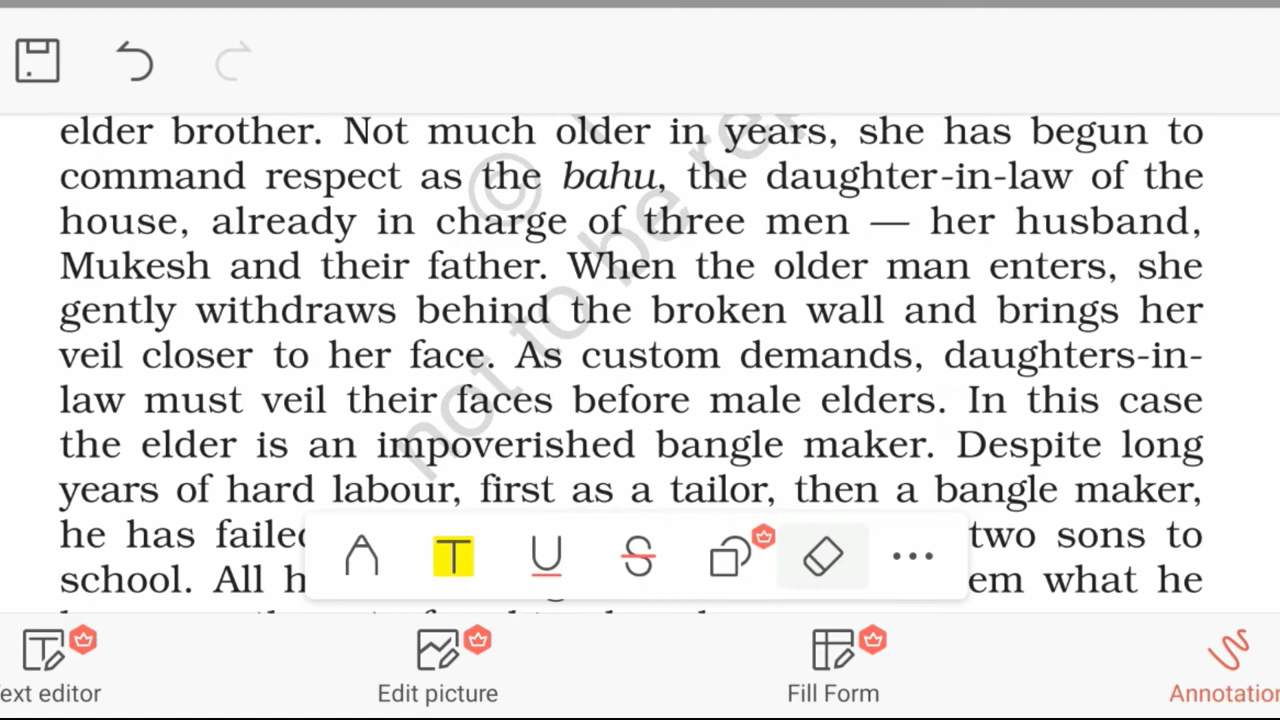 elder brother. Not much older in years, she has begun to
command respect as the bahu, the daughter-in-law of the
house, already in charge of three men — her husband,
Mukesh and their father. When the older man enters, she
gently withdraws behind the broken wall and brings her
veil closer to her face. As custom demands, daughters-in-
law must veil their faces before male elders. In this case
the elder is an impoverished bangle maker. Despite long
years of hard labour, first as a tailor, then a bangle maker,
he has failed two sons to
school. All what he
© not to be
Edit picture
Fill Form